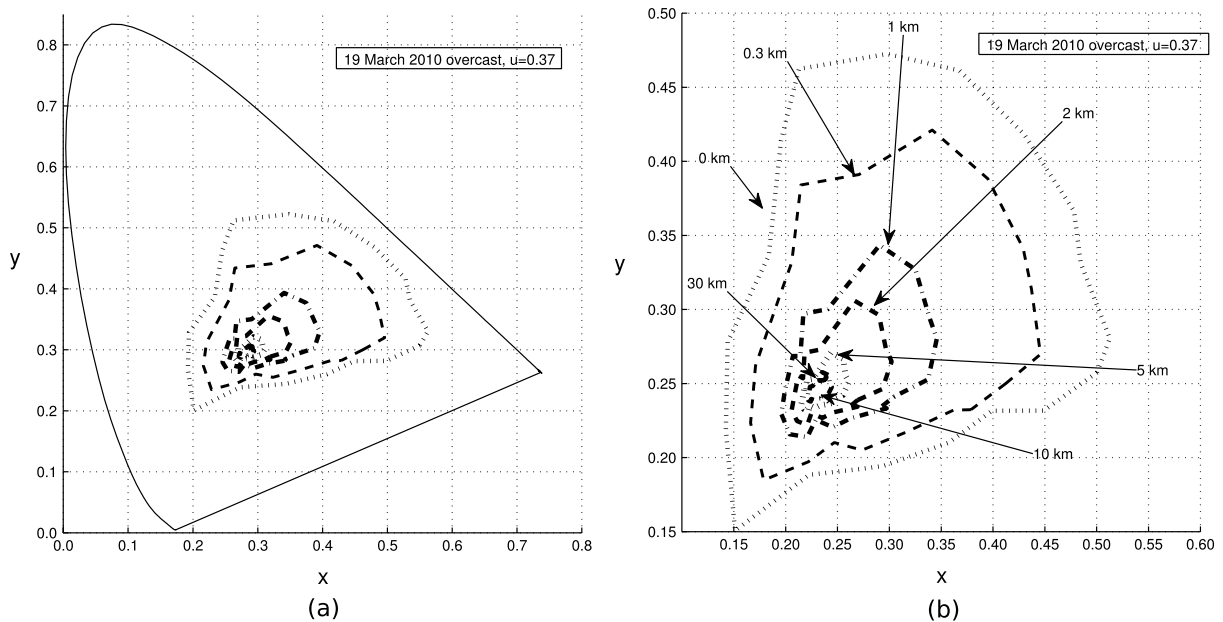 19 March 2010 overcast, u=0.37
0.8
0.7
0.6
0.5
0.4
0.3
0.2
0.1
0.0
y
0.0 0.1 0.2 0.3 0.4 0.5 0.6 0.7 0.8
x
(a)
19 March 2010 overcast, u=0.37
0.50
0.45
0.40
0.35
0.30
0.25
0.20
0.15
y
1 km
0.3 km
2 km
0 km
30 km
5 km
10 km
0.15 0.20 0.25 0.30 0.35 0.40 0.45 0.50 0.55 0.60
x
(b)